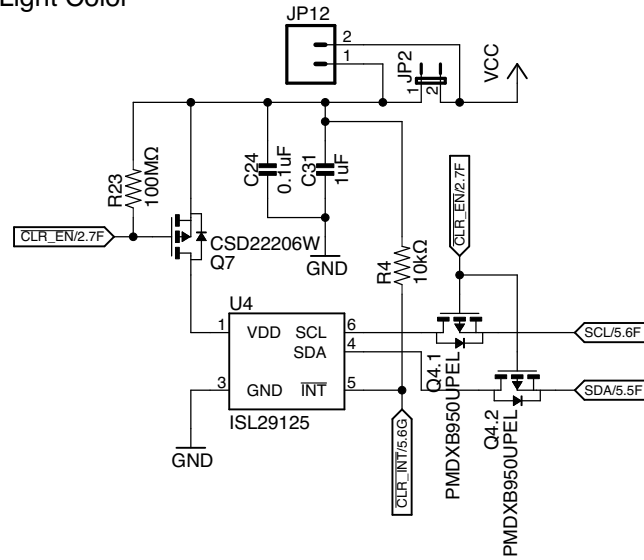 Light Color
JP12
2
1
JP2
1
2
VCC
R23
100MΩ
C24
0.1uF
C31
1uF
CLR_EN/2.7F
CLR_EN/2.7F
CSD22206W
Q7
GND
R4
10kΩ
U4
1
VDD
SCL
6
SDA
4
3
GND
INT
5
ISL29125
GND
SCL/5.6F
SDA/5.5F
Q4.1
PMDXB950UPEL
Q4.2
PMDXB950UPEL
CLR_INT/5.6G